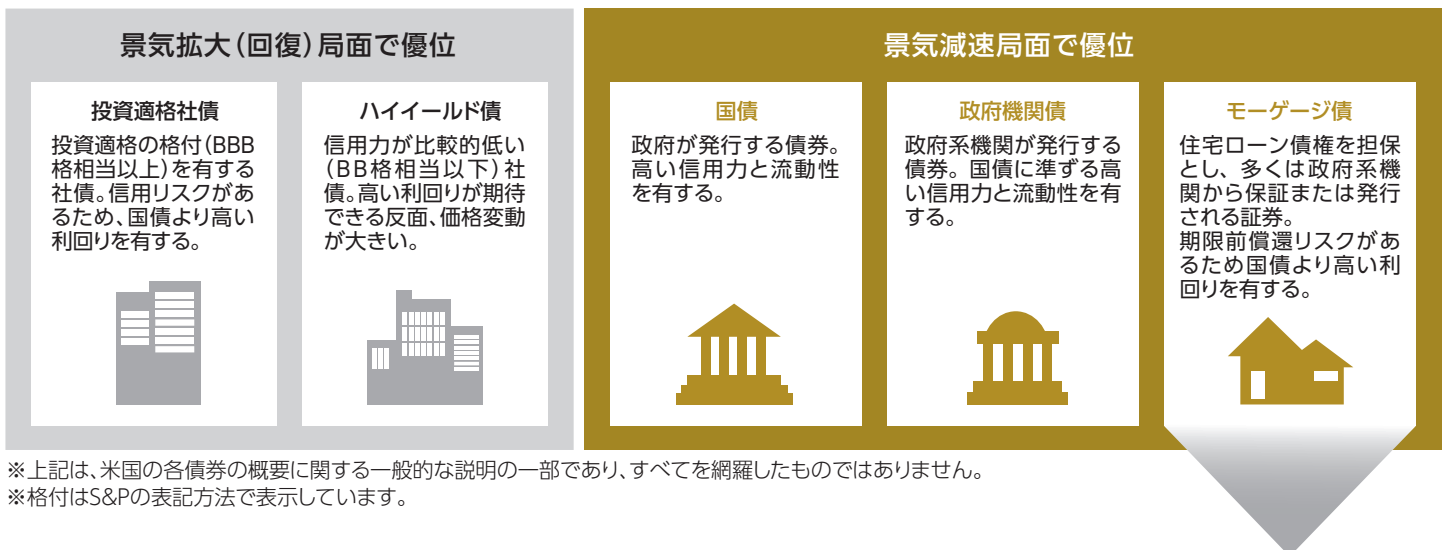 景気拡大(回復)局面で優位
投資適格社債
投資適格の格付(BBB
格相当以上)を有する
社債。信用リスクがあ
るため、国債より高い
利回りを有する。
ハイイールド債
信用力が比較的低い
(BB格相当以下)社
債。高い利回りが期待
できる反面、価格変動
が大きい。
景気減速局面で優位
国債
政府が発行する債券。
高い信用力と流動性
を有する。
政府機関債
政府系機関が発行する
債券。国債に準ずる高
い信用力と流動性を有
する。
モーゲージ債
住宅ローン債権を担保
とし、多くは政府系機
関から保証または発行
される証券。
期限前償還リスクがあ
るため国債より高い利
回りを有する。
※上記は、米国の各債券の概要に関する一般的な説明の一部であり、すべてを網羅したものではありません。
※格付はS&Pの表記方法で表示しています。